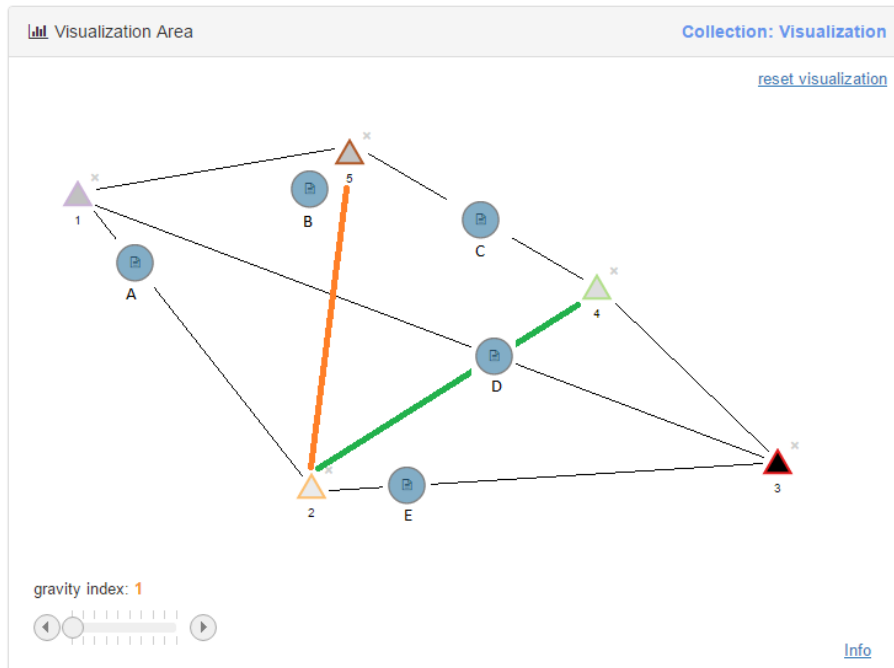 Visualization Area
Collection: Visualization
reset visualization
5
B
1
C
A
4
D
3
2
E
gravity index: 1
Info